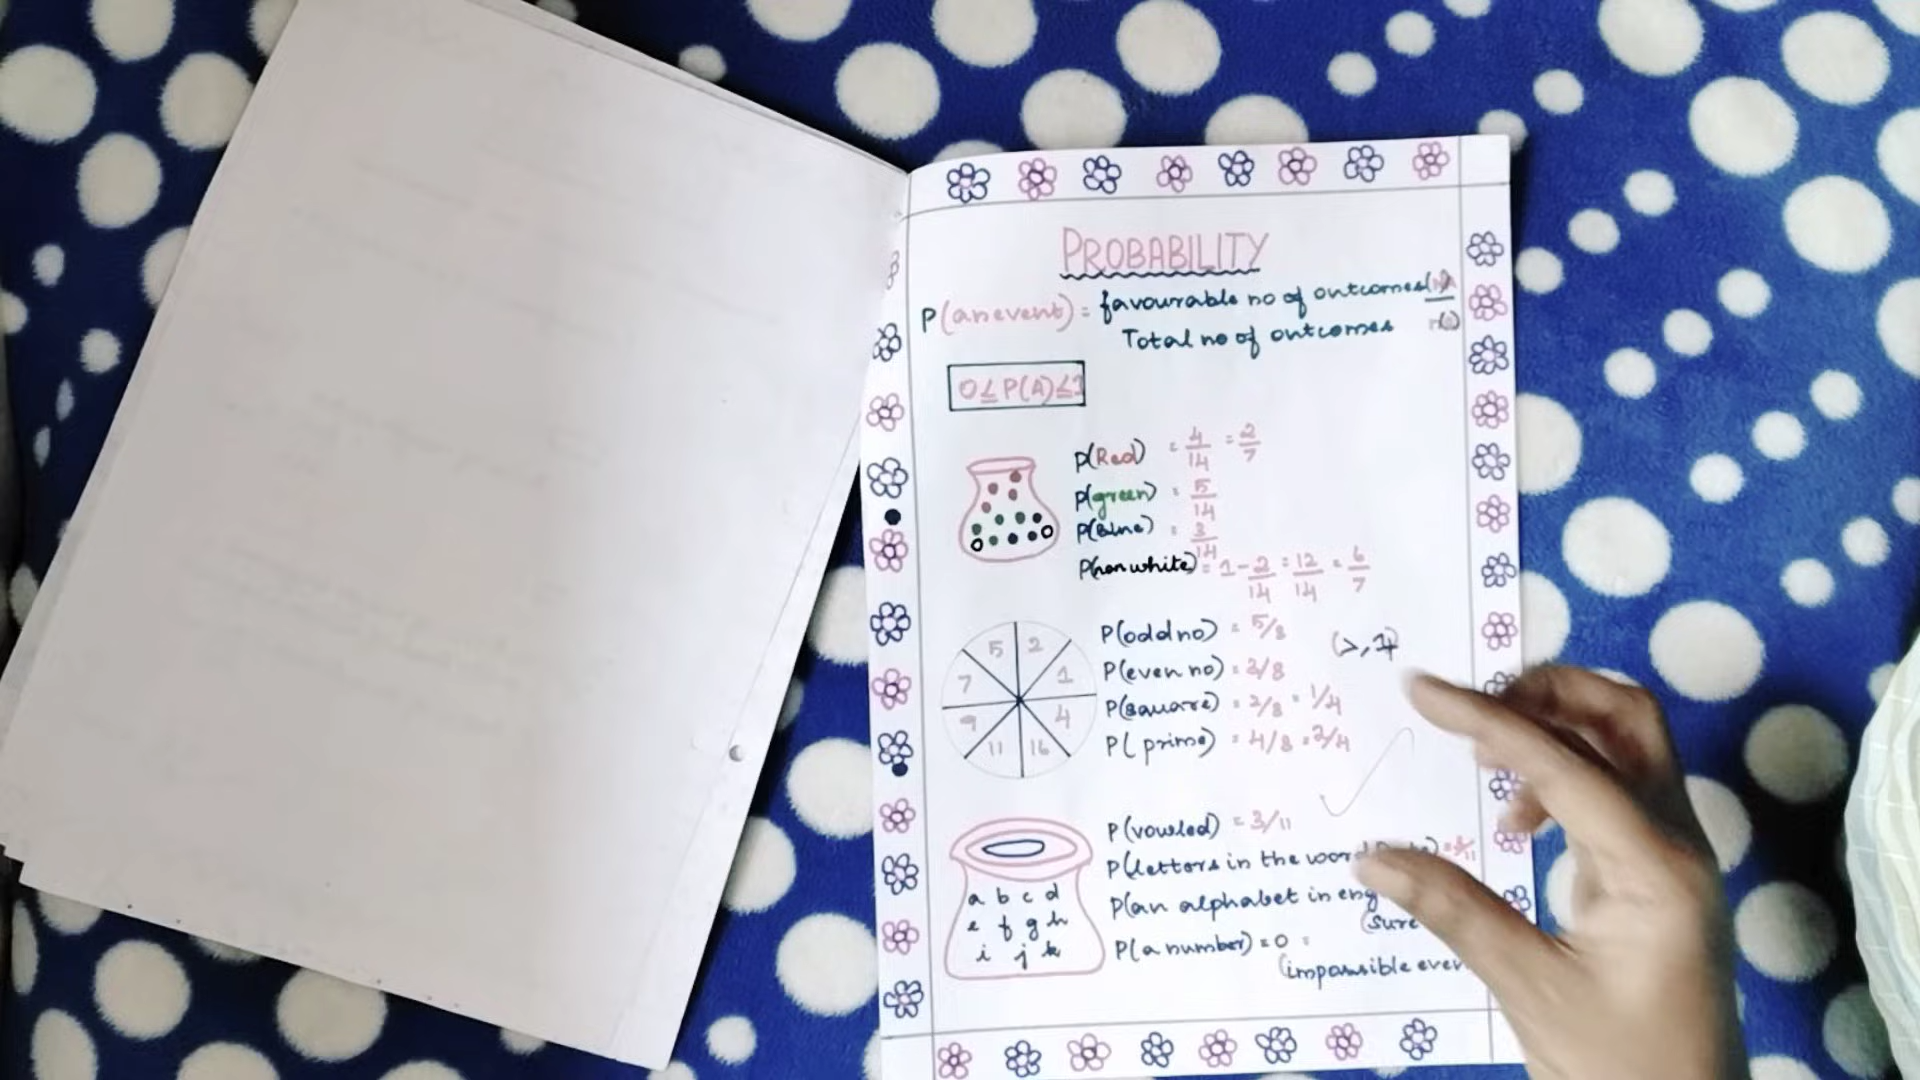 PROBABILITY
P(an event) = favourable no of outcomes
Total no of outcomes
0 ≤ P(A) ≤ 1
P(Red) = 4/14 = 2/7
P(green) = 5/14
P(Blue) = 3/14
P(non white) = 1 - 2/14 = 12/14 = 6/7
5 2
7 1
9 4
11 16
P(odd no) = 5/8
P(even no) = 3/8
P(square) = 2/8 = 1/4
P(prime) = 4/8 = 2/4
a b c d
e f g h
i j k
P(vowled) = 3/11
P(letters in the word
P(an alphabet in eng
(sure
P(a number) = 0 =
(impossible even